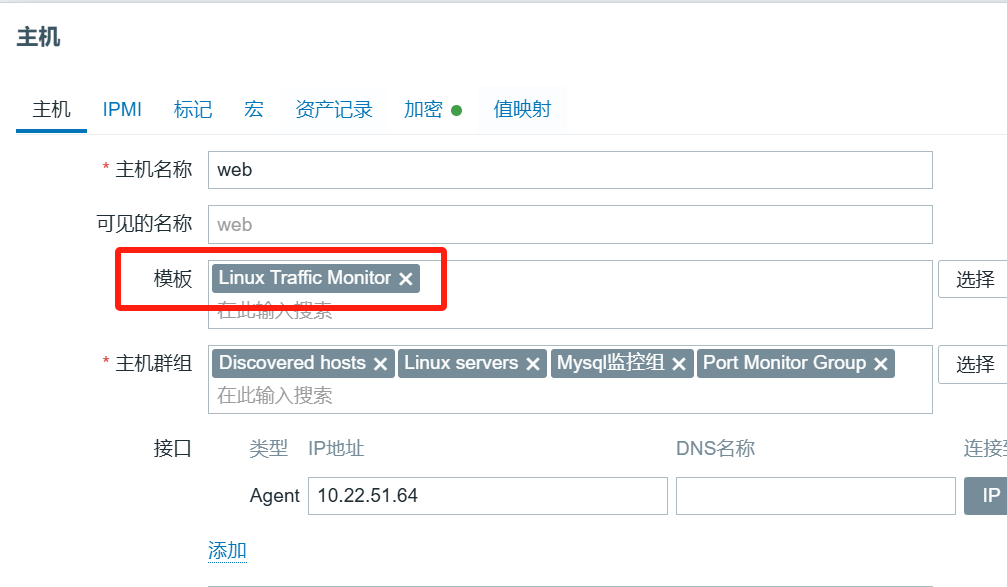 主机
主机 IPMI 标记 宏 资产记录 加密 值映射
* 主机名称 web
可见的名称 web
模板 Linux Traffic Monitor × 选择
在此输入搜索
* 主机群组 Discovered hosts × Linux servers × Mysql监控组 × Port Monitor Group × 选择
在此输入搜索
接口 类型 IP地址 DNS名称 连接
Agent 10.22.51.64 IP
添加